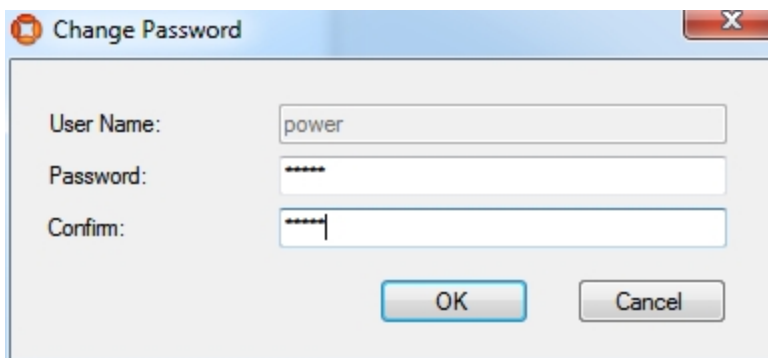 Change Password
User Name: power
Password: *****
Confirm: *****
OK Cancel